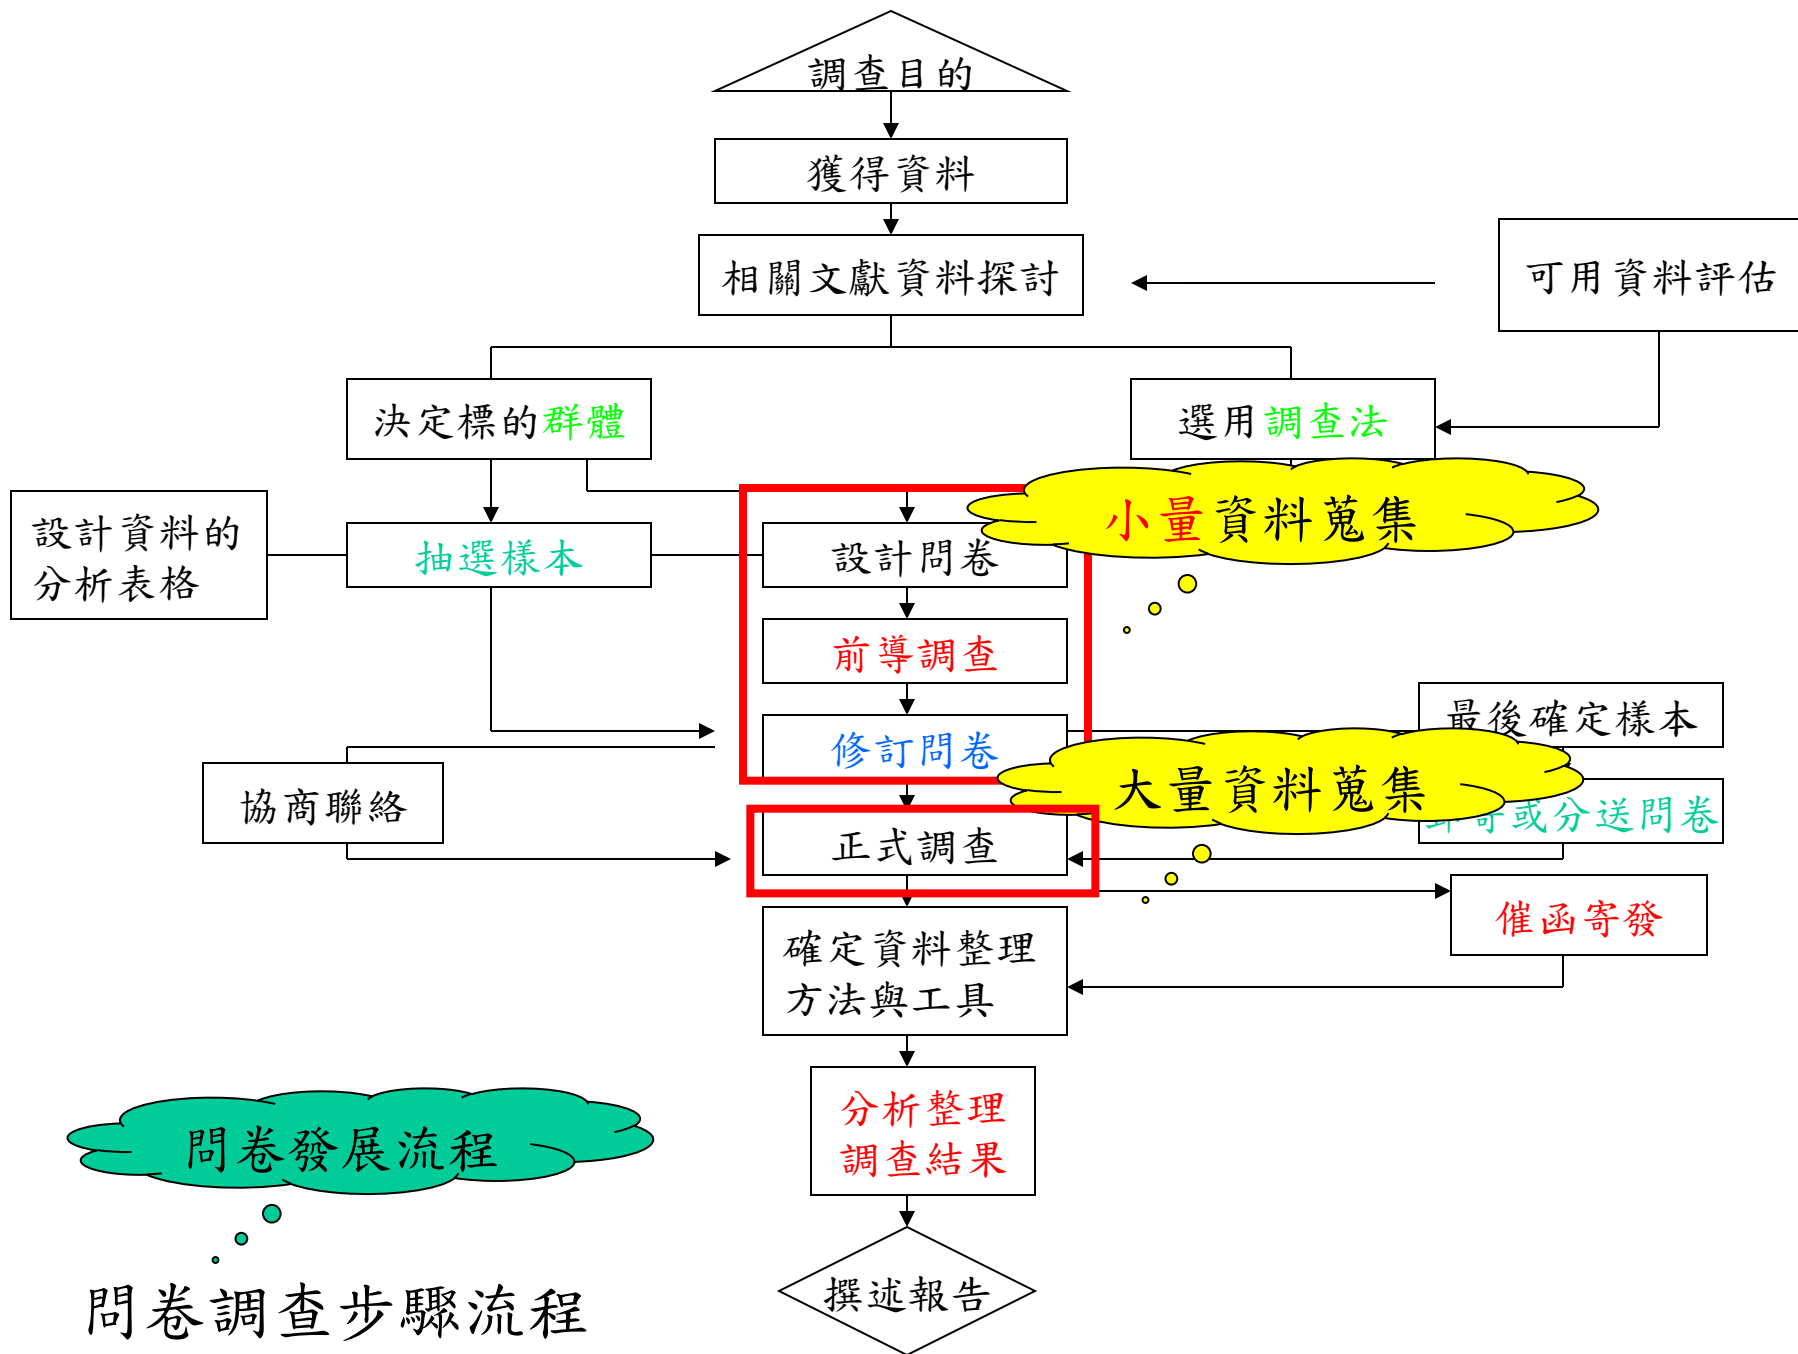 調查目的
獲得資料
相關文獻資料探討
可用資料評估
決定標的群體
選用調查法
小量資料蒐集
設計資料的
分析表格
抽選樣本
設計問卷
前導調查
最後確定樣本
修訂問卷
大量資料蒐集
協商聯絡
或分送問卷
正式調查
催函寄發
確定資料整理
方法與工具
分析整理
調查結果
問卷發展流程
撰述報告
問卷調查步驟流程